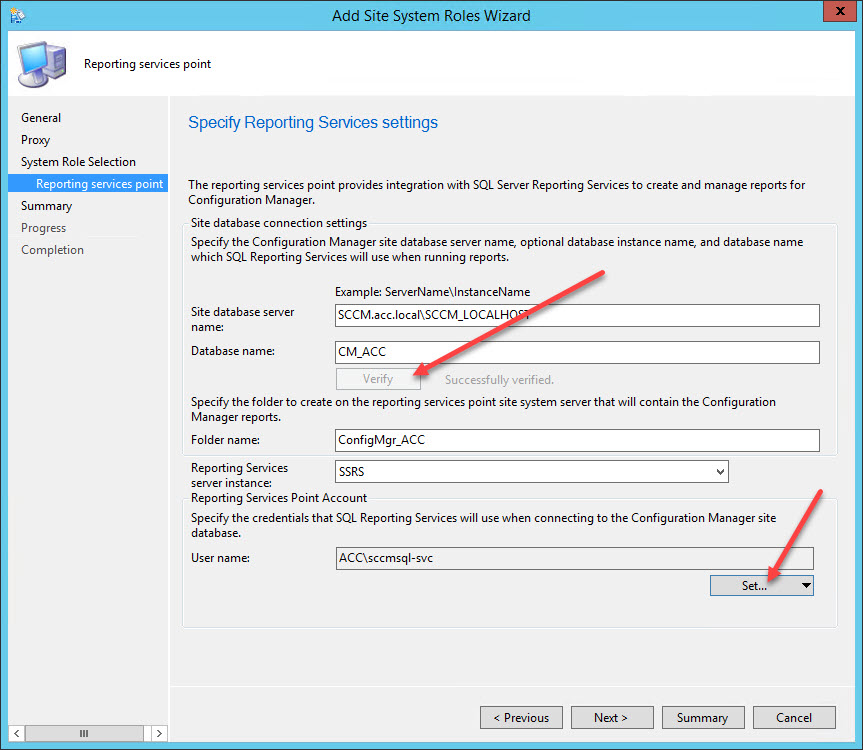 Add Site System Roles Wizard
X
Reporting services point
General
Proxy
System Role Selection
Reporting services point
Summary
Progress
Completion
Specify Reporting Services settings
The reporting services point provides integration with SQL Server Reporting Services to create and manage reports for
Configuration Manager.
Site database connection settings
Specify the Configuration Manager site database server name, optional database instance name, and database name
which SQL Reporting Services will use when running reports.
Example: ServerName\InstanceName
Site database server
name:
SCCM.acc.local\SCCM_LOCALHOST
Database name:
CM_ACC
Verify
Successfully verified.
Specify the folder to create on the reporting services point site system server that will contain the Configuration
Manager reports.
Folder name:
ConfigMgr_ACC
Reporting Services
server instance:
SSRS
Reporting Services Point Account
Specify the credentials that SQL Reporting Services will use when connecting to the Configuration Manager site
database.
User name:
ACC\sccmsql-svc
Set...
< Previous
Next >
Summary
Cancel